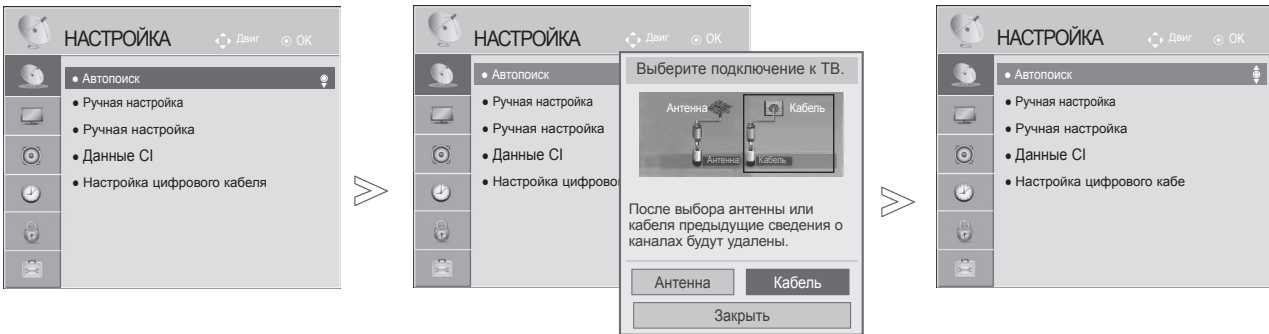 НАСТРОЙКА
Двиг
OK
• Автопоиск
• Ручная настройка
• Ручная настройка
• Данные CI
• Настройка цифрового кабеля
НАСТРОЙКА
Двиг
OK
• Автопоиск
• Ручная настройка
• Ручная настройка
• Данные CI
• Настройка цифрово
Выберите подключение к ТВ.
Антенна
Кабель
Антенна
Кабель
После выбора антенны или
кабеля предыдущие сведения о
каналах будут удалены.
Антенна
Кабель
Закрыть
НАСТРОЙКА
Двиг
OK
• Автопоиск
• Ручная настройка
• Ручная настройка
• Данные CI
• Настройка цифрового кабе